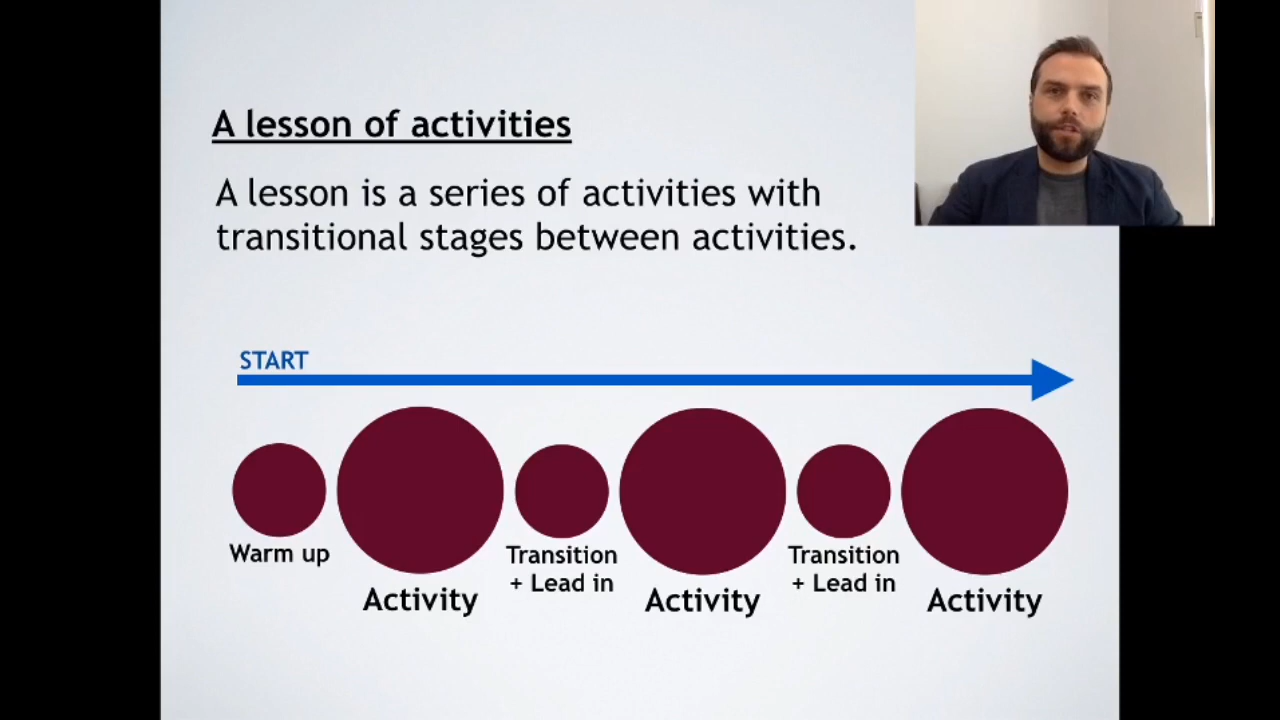 A lesson of activities
A lesson is a series of activities with
transitional stages between activities.
START
Warm up
Activity
Transition
+ Lead in
Activity
Transition
+ Lead in
Activity